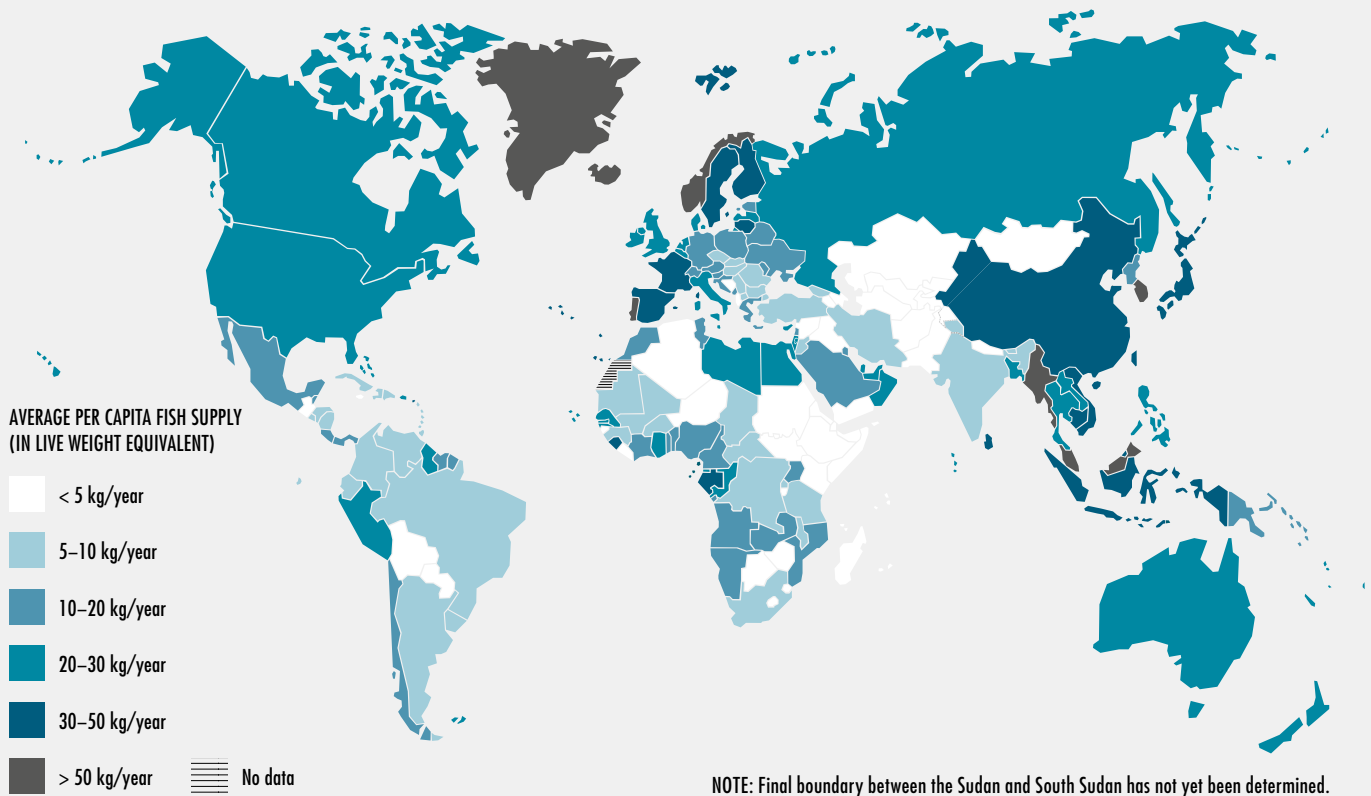 AVERAGE PER CAPITA FISH SUPPLY
(IN LIVE WEIGHT EQUIVALENT)
< 5 kg/year
5–10 kg/year
10–20 kg/year
20–30 kg/year
30–50 kg/year
> 50 kg/year
No data
NOTE: Final boundary between the Sudan and South Sudan has not yet been determined.